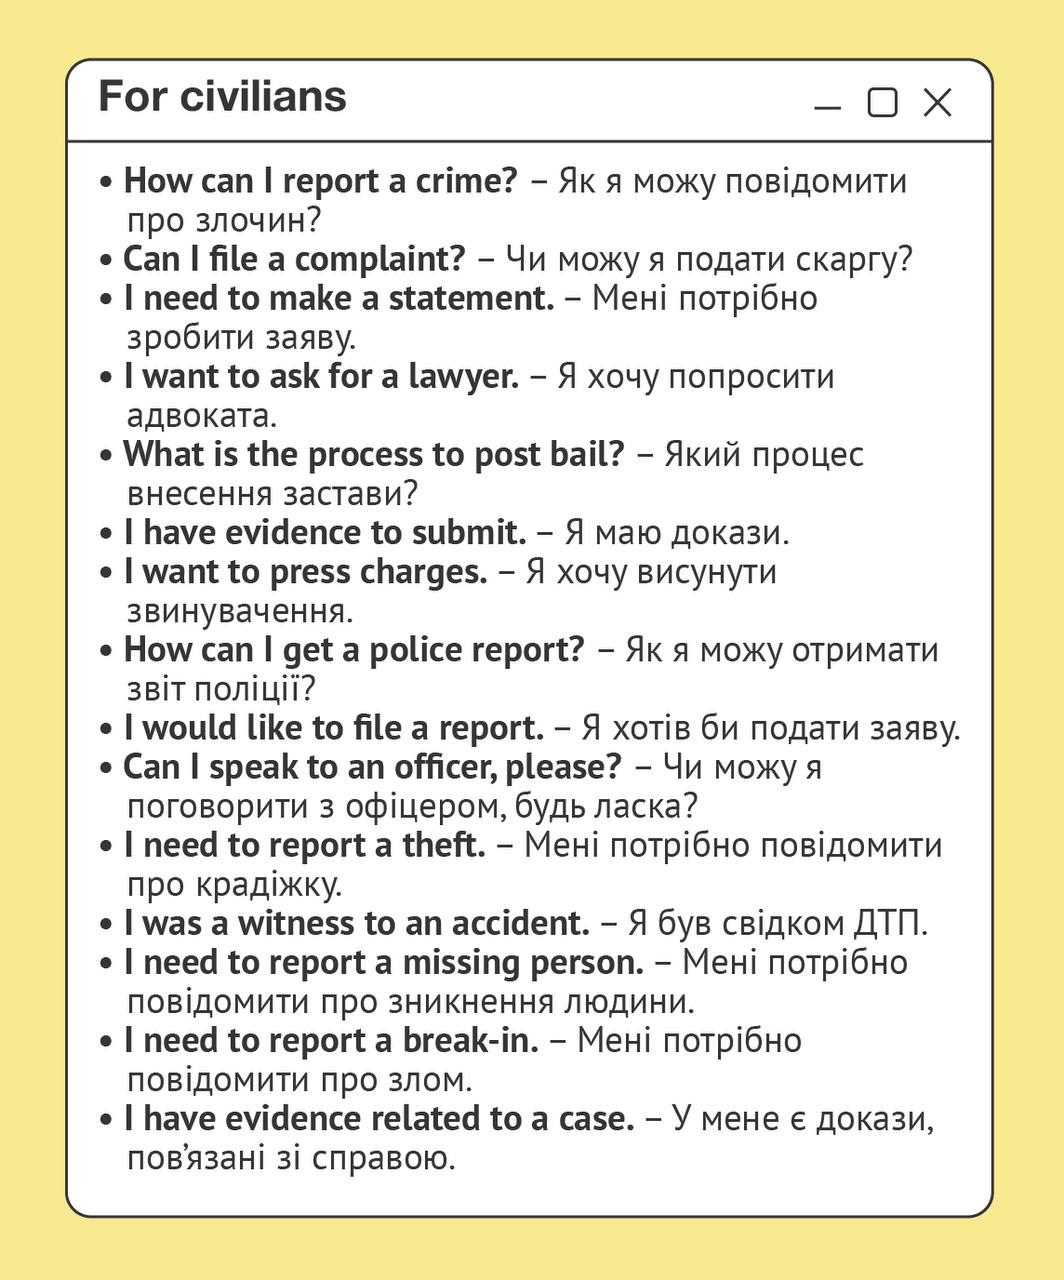 For civilians
• How can I report a crime? – Як я можу повідомити
про злочин?
• Can I file a complaint? – Чи можу я подати скаргу?
• I need to make a statement. – Мені потрібно
зробити заяву.
• I want to ask for a lawyer. – Я хочу попросити
адвоката.
• What is the process to post bail? – Який процес
внесення застави?
• I have evidence to submit. – Я маю докази.
• I want to press charges. – Я хочу висунути
звинувачення.
• How can I get a police report? – Як я можу отримати
звіт поліції?
• I would like to file a report. – Я хотів би подати заяву.
• Can I speak to an officer, please? – Чи можу я
поговорити з офіцером, будь ласка?
• I need to report a theft. – Мені потрібно повідомити
про крадіжку.
• I was a witness to an accident. – Я був свідком ДТП.
• I need to report a missing person. – Мені потрібно
повідомити про зникнення людини.
• I need to report a break-in. – Мені потрібно
повідомити про злом.
• I have evidence related to a case. – У мене є докази,
пов’язані зі справою.